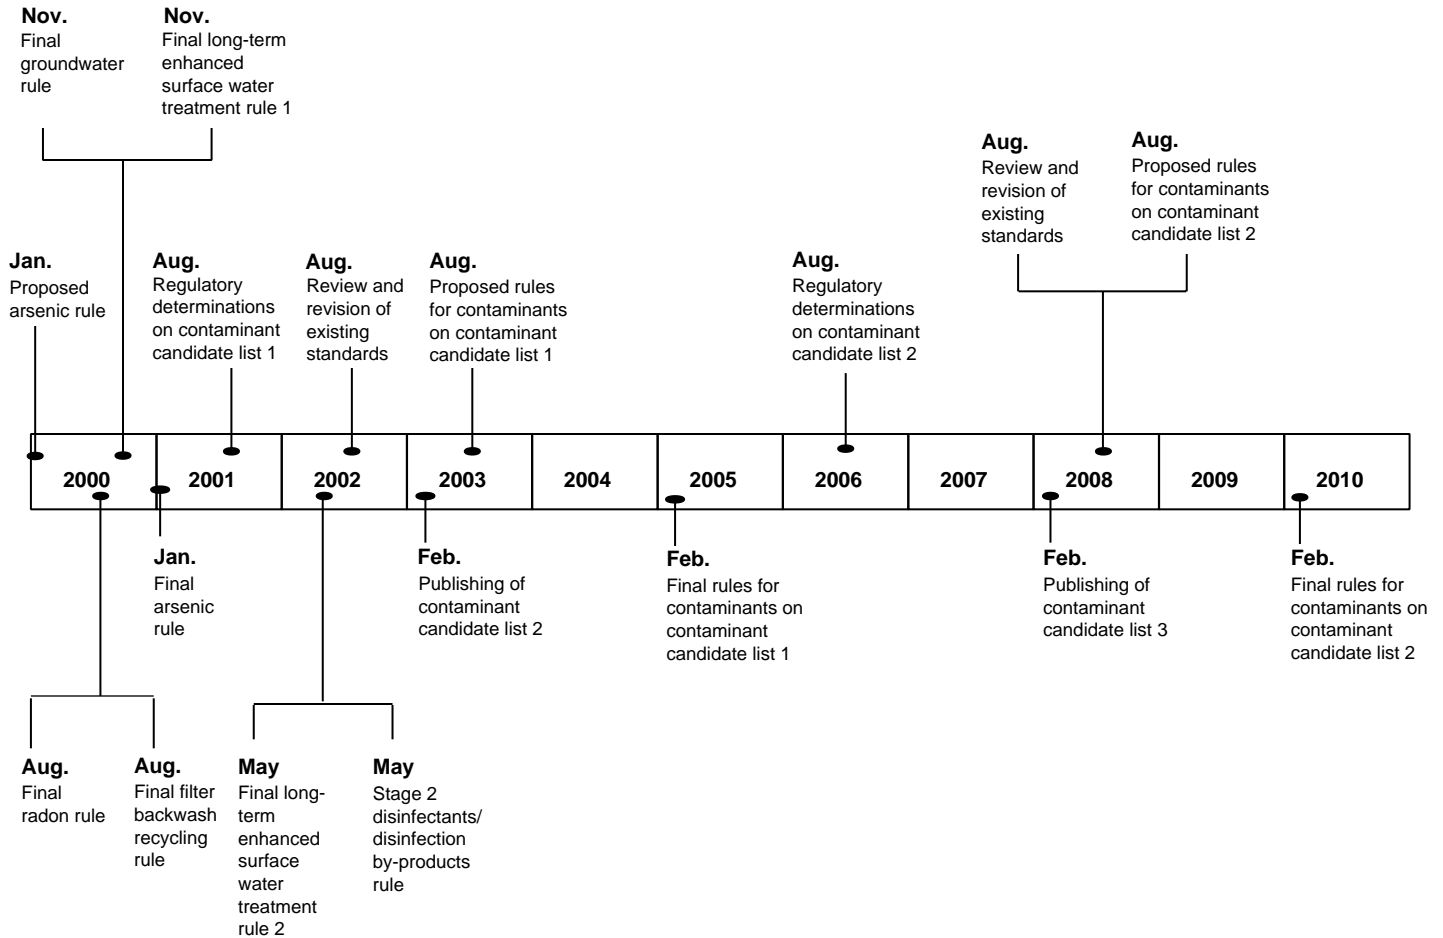 Nov.
Final
groundwater
rule
Nov.
Final long-term
enhanced
surface water
treatment rule 1
Aug.
Review and
revision of
existing
standards
Aug.
Proposed rules
for contaminants
on contaminant
candidate list 2
Jan.
Proposed
arsenic rule
Aug.
Regulatory
determinations
on contaminant
candidate list 1
Aug.
Review and
revision of
existing
standards
Aug.
Proposed rules
for contaminants
on contaminant
candidate list 1
Aug.
Regulatory
determinations
on contaminant
candidate list 2
2000
2001
2002
2003
2004
2005
2006
2007
2008
2009
2010
Jan.
Final
arsenic
rule
Feb.
Publishing of
contaminant
candidate list 2
Feb.
Final rules for
contaminants on
contaminant
candidate list 1
Feb.
Publishing of
contaminant
candidate list 3
Feb.
Final rules for
contaminants on
contaminant
candidate list 2
Aug.
Final
radon rule
Aug.
Final filter
backwash
recycling
rule
May
Final long-
term
enhanced
surface
water
treatment
rule 2
May
Stage 2
disinfectants/
disinfection
by-products
rule